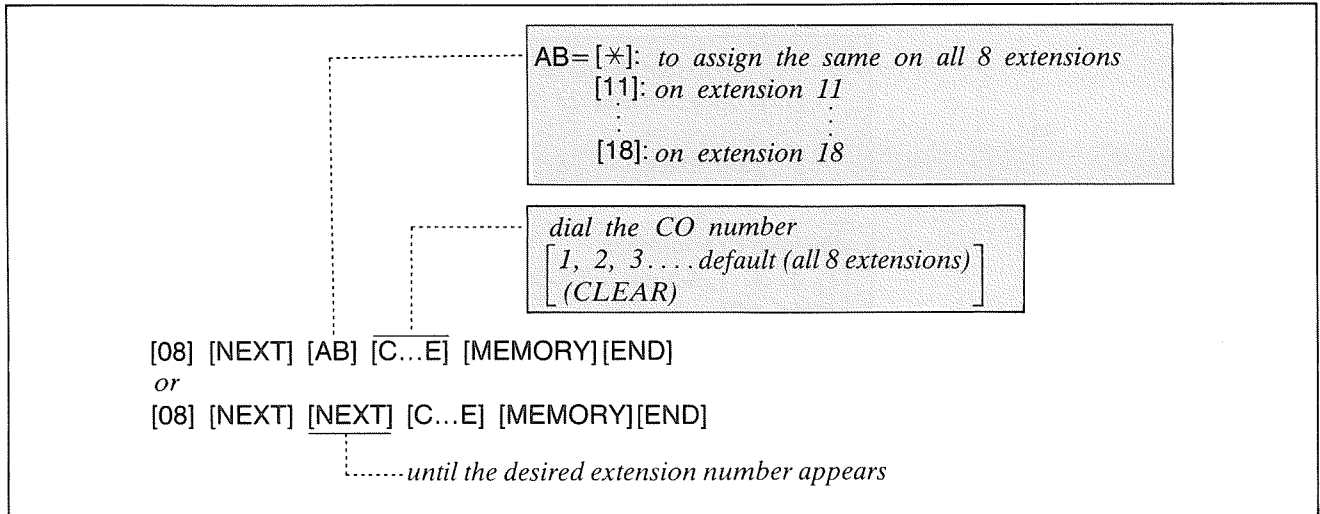 AB=[✳]: to assign the same on all 8 extensions
[11]: on extension 11
: :
[18]: on extension 18
dial the CO number
[1, 2, 3....default (all 8 extensions)
(CLEAR)]
[08] [NEXT] [AB] [C...E] [MEMORY][END]
or
[08] [NEXT] [NEXT] [C...E] [MEMORY][END]
until the desired extension number appears